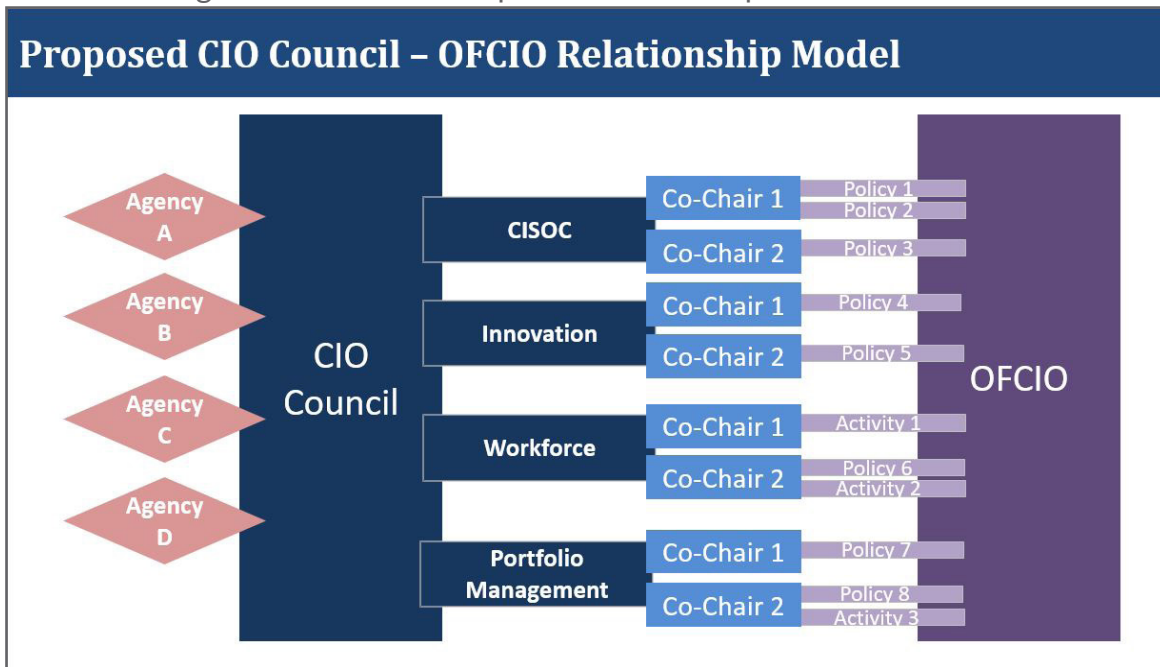 Proposed CIO Council – OFCIO Relationship Model
Agency
A
Agency
B
Agency
C
Agency
D
CIO
Council
CISOC
Innovation
Workforce
Portfolio
Management
Co-Chair 1
Co-Chair 2
Co-Chair 1
Co-Chair 2
Co-Chair 1
Co-Chair 2
Co-Chair 1
Co-Chair 2
Policy 1
Policy 2
Policy 3
Policy 4
Policy 5
Activity 1
Policy 6
Activity 2
Policy 7
Policy 8
Activity 3
OFCIO